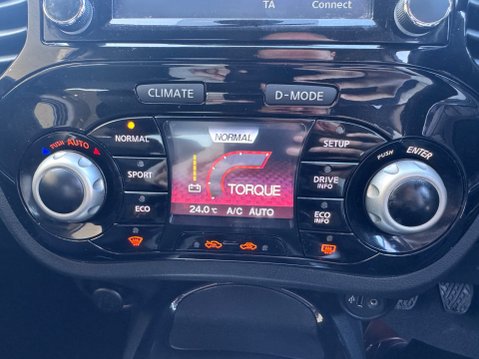 TA
Connect
CLIMATE
D-MODE
PUSH AUTO
NORMAL
NORMAL
SETUP
PUSH ENTER
SPORT
DRIVE
INFO
TORQUE
ECO
ECO
INFO
24.0°C A/C AUTO